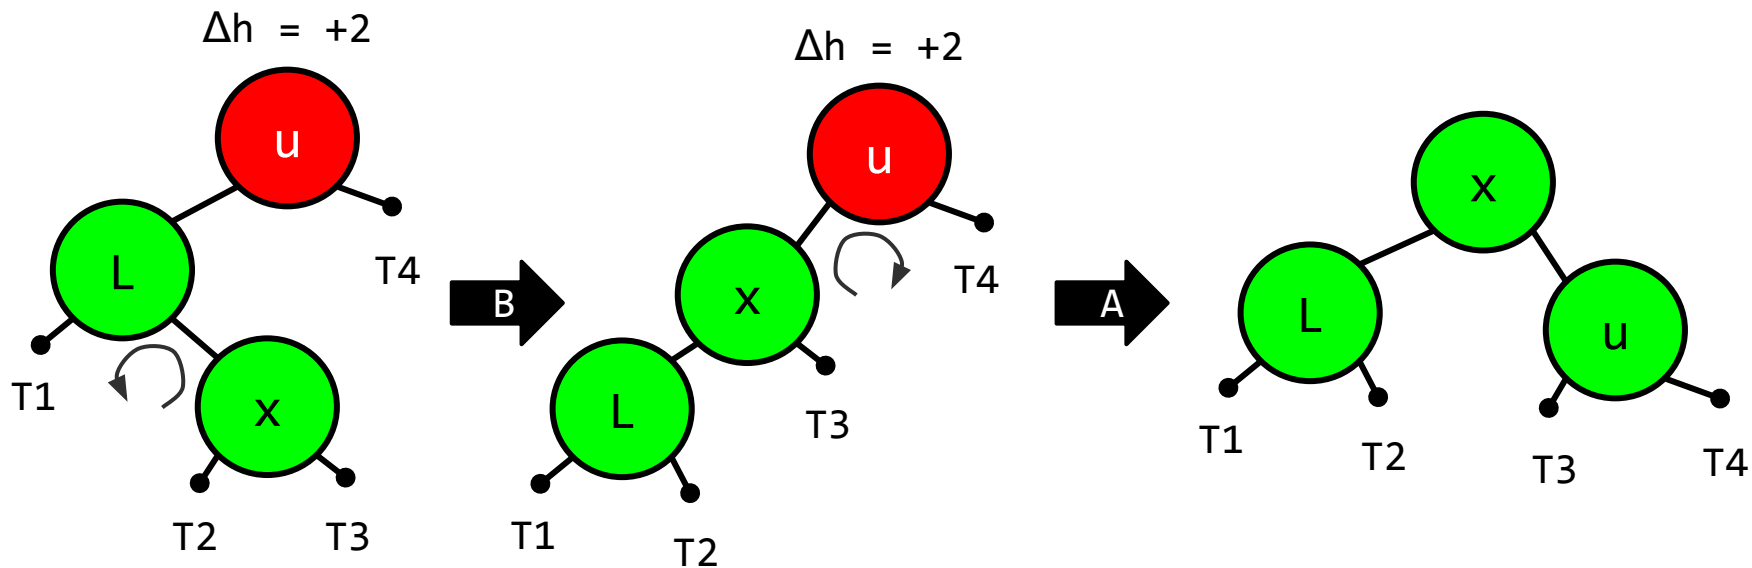 Δh = +2
u
L
T4
T1
x
T2
T3
B
Δh = +2
u
x
T4
L
T3
T1
T2
A
x
L
u
T1
T2
T3
T4